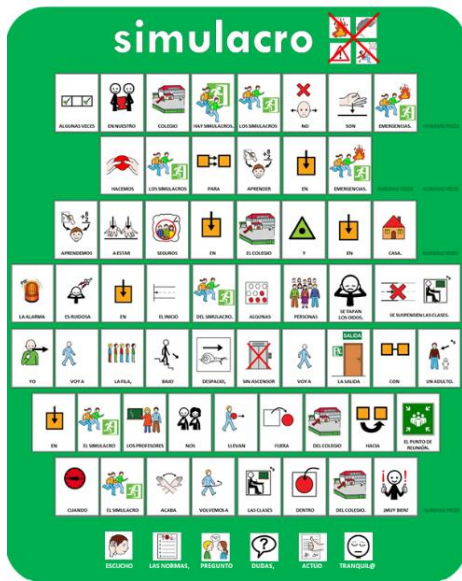 simulacro
ALGUNAS VECES EN NUESTRO COLEGIO HAY SIMULACROS. LOS SIMULACROS NO SON EMERGENCIAS.
HACEMOS LOS SIMULACROS PARA APRENDER EN EMERGENCIAS.
APRENDEMOS A ESTAR SEGUROS EN EL COLEGIO Y EN CASA.
LA ALARMA ES RUIDOSA EN EL INICIO DEL SIMULACRO. ALGUNAS PERSONAS SE TAPAN LOS OIDOS. SE SUSPENDEN LAS CLASES.
YO VOY A LA FILA, BAJO DESPACIO, SIN ASCENSOR VOY A LA SALIDA CON UN ADULTO.
SALIDA
EN EL SIMULACRO LOS PROFESORES NOS LLEVAN FUERA DEL COLEGIO HACIA EL PUNTO DE REUNIÓN.
CUANDO EL SIMULACRO ACABA. VOLVEMOS A LAS CLASES DENTRO DEL COLEGIO. ¡MUY BIEN!
ESCUCHO LAS NORMAS, PREGUNTO DUDAS, ACTÚO TRANQUIL@